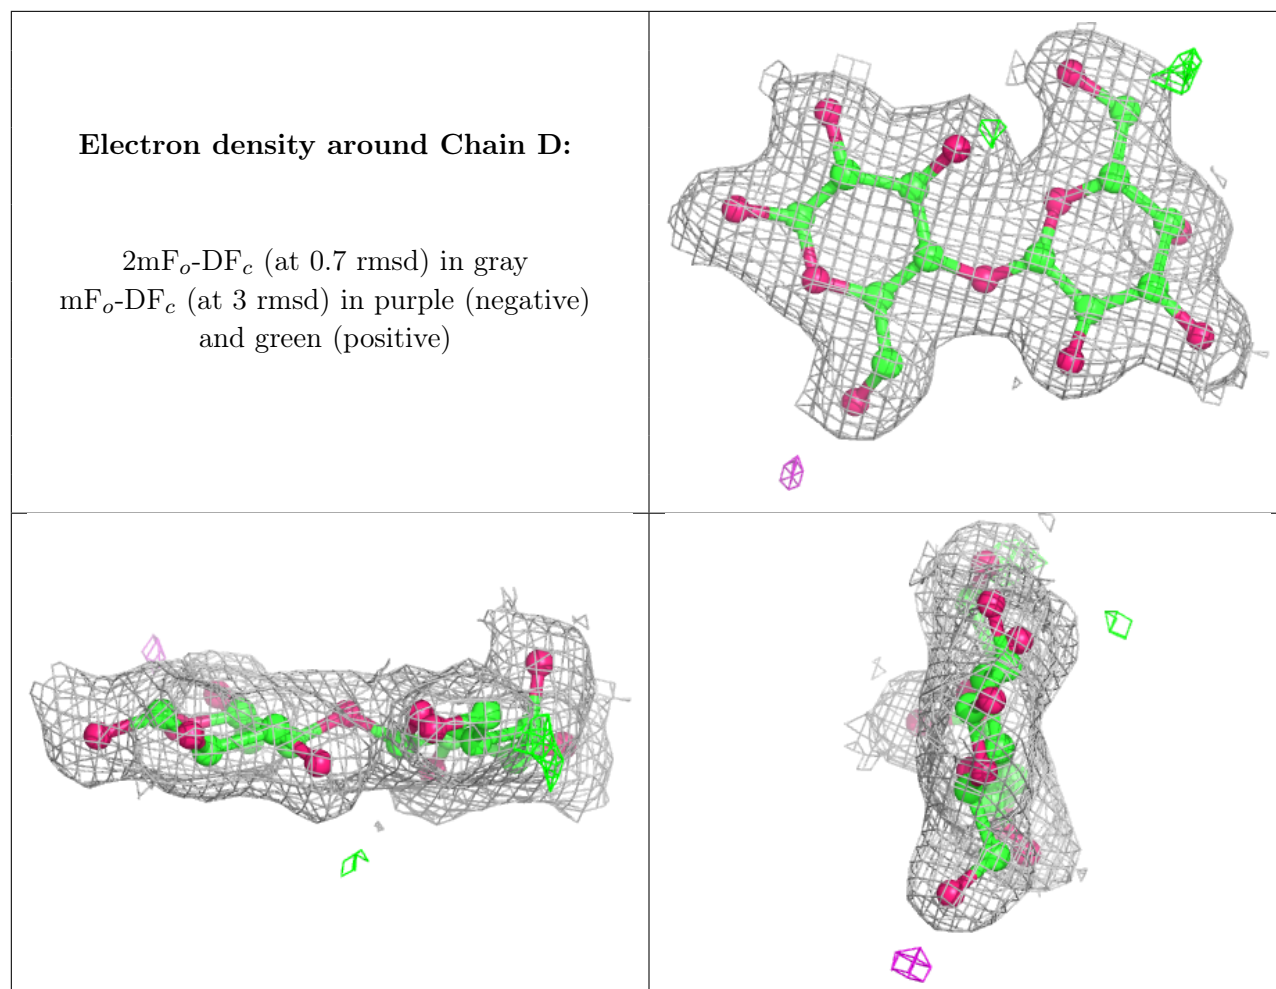 Electron density around Chain D:
2mFo-DFc (at 0.7 rmsd) in gray
mFo-DFc (at 3 rmsd) in purple (negative)
and green (positive)